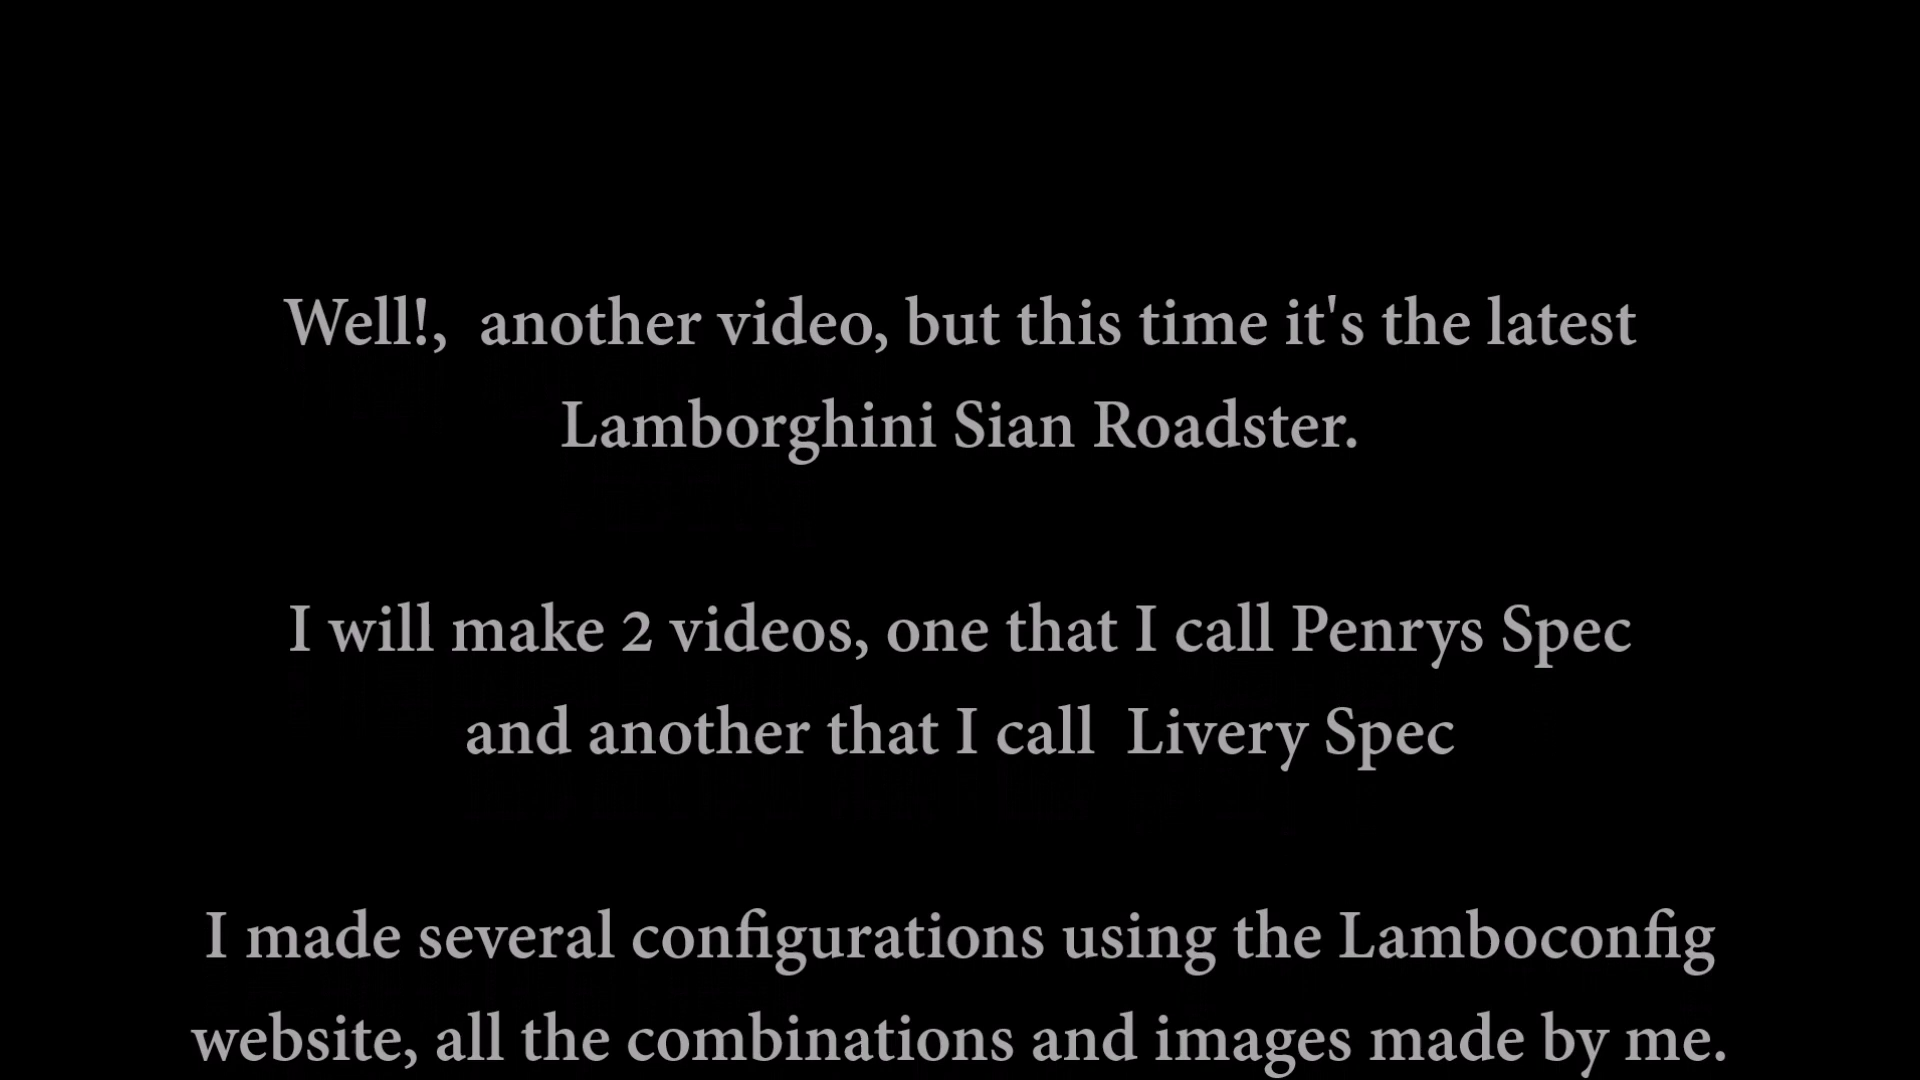 Well!,  another video, but this time it's the latest
Lamborghini Sian Roadster.
I will make 2 videos, one that I call Penrys Spec
and another that I call  Livery Spec
I made several configurations using the Lamboconfig
website, all the combinations and images made by me.